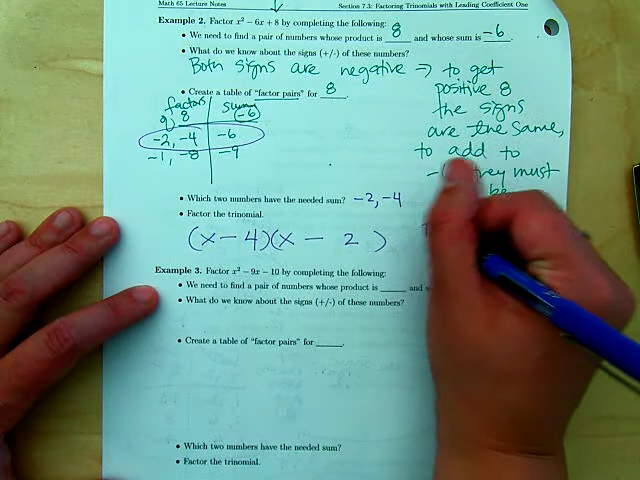 Math 65 Lecture Notes Section 7.3: Factoring Trinomials with Leading Coefficient One
Example 2. Factor x² − 6x + 8 by completing the following:
• We need to find a pair of numbers whose product is 8 and whose sum is −6.
• What do we know about the signs (+/-) of these numbers?
Both signs are negative → to get
positive 8
the signs
are the same,
to add to
must
be
• Create a table of "factor pairs" for 8.
factors sum
8 (−6)
−2, −4 −6
−1, −8 −9
• Which two numbers have the needed sum? −2, −4
• Factor the trinomial.
(x − 4)(x − 2)
Example 3. Factor x² − 9x − 10 by completing the following:
• We need to find a pair of numbers whose product is _____ and
• What do we know about the signs (+/-) of these numbers?
• Create a table of "factor pairs" for _____.
• Which two numbers have the needed sum?
• Factor the trinomial.